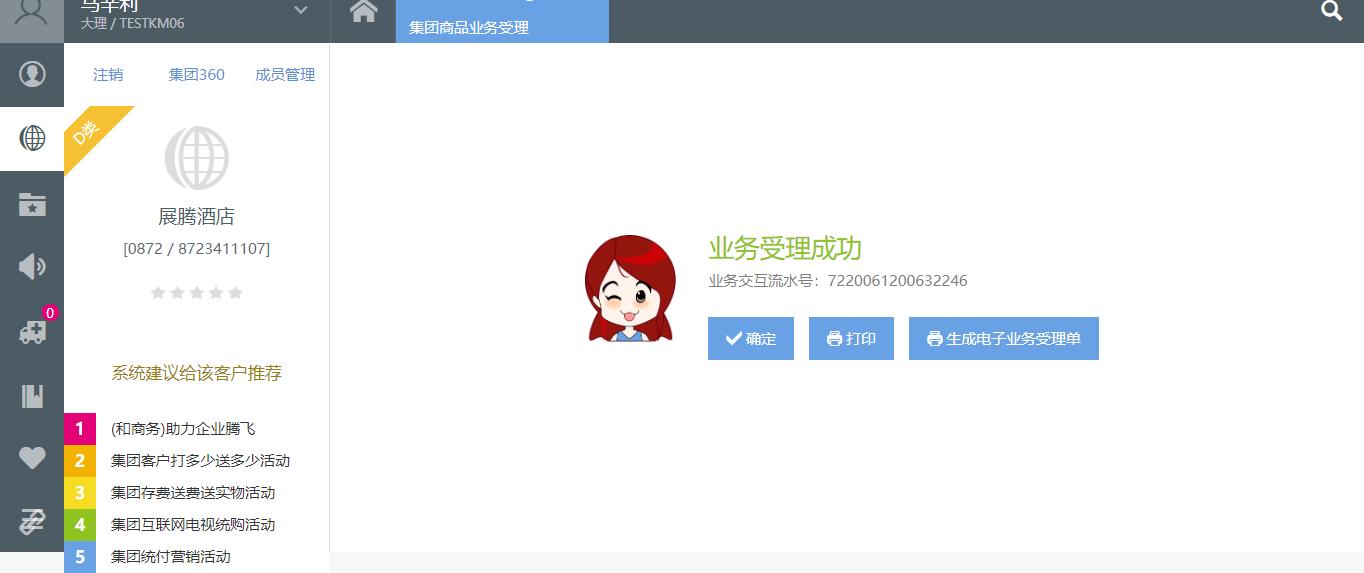 大理 / TESTKM06
集团商品业务受理
注销 集团360 成员管理
D类
展腾酒店
[0872 / 8723411107]
0
系统建议给该客户推荐
1 (和商务)助力企业腾飞
2 集团客户打多少送多少活动
3 集团存费送费送实物活动
4 集团互联网电视统购活动
5 集团统付营销活动
业务受理成功
业务交互流水号：7220061200632246
确定 打印 生成电子业务受理单